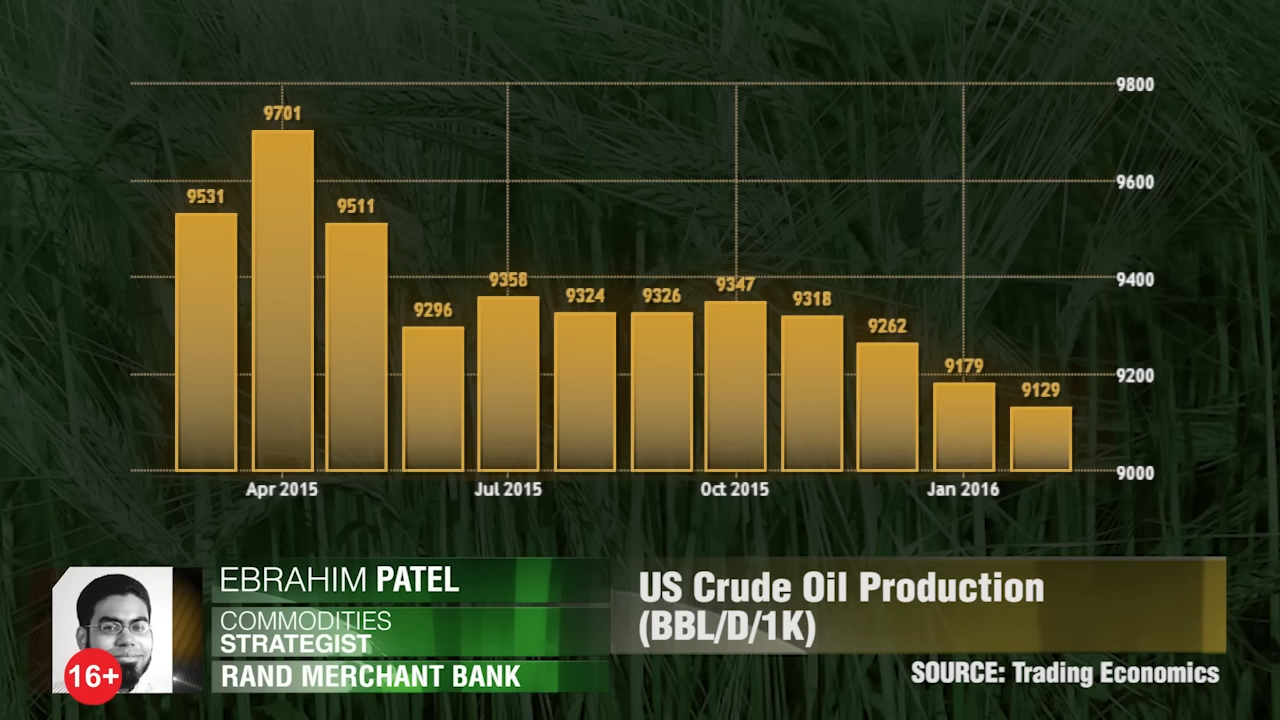 9800
9701
9600
9531
9511
9400
9358
9347
9324
9326
9318
9296
9262
9200
9179
9129
9000
Apr 2015 Jul 2015 Oct 2015 Jan 2016
EBRAHIM PATEL
COMMODITIES
STRATEGIST
RAND MERCHANT BANK
16+
US Crude Oil Production
(BBL/D/1K)
SOURCE: Trading Economics